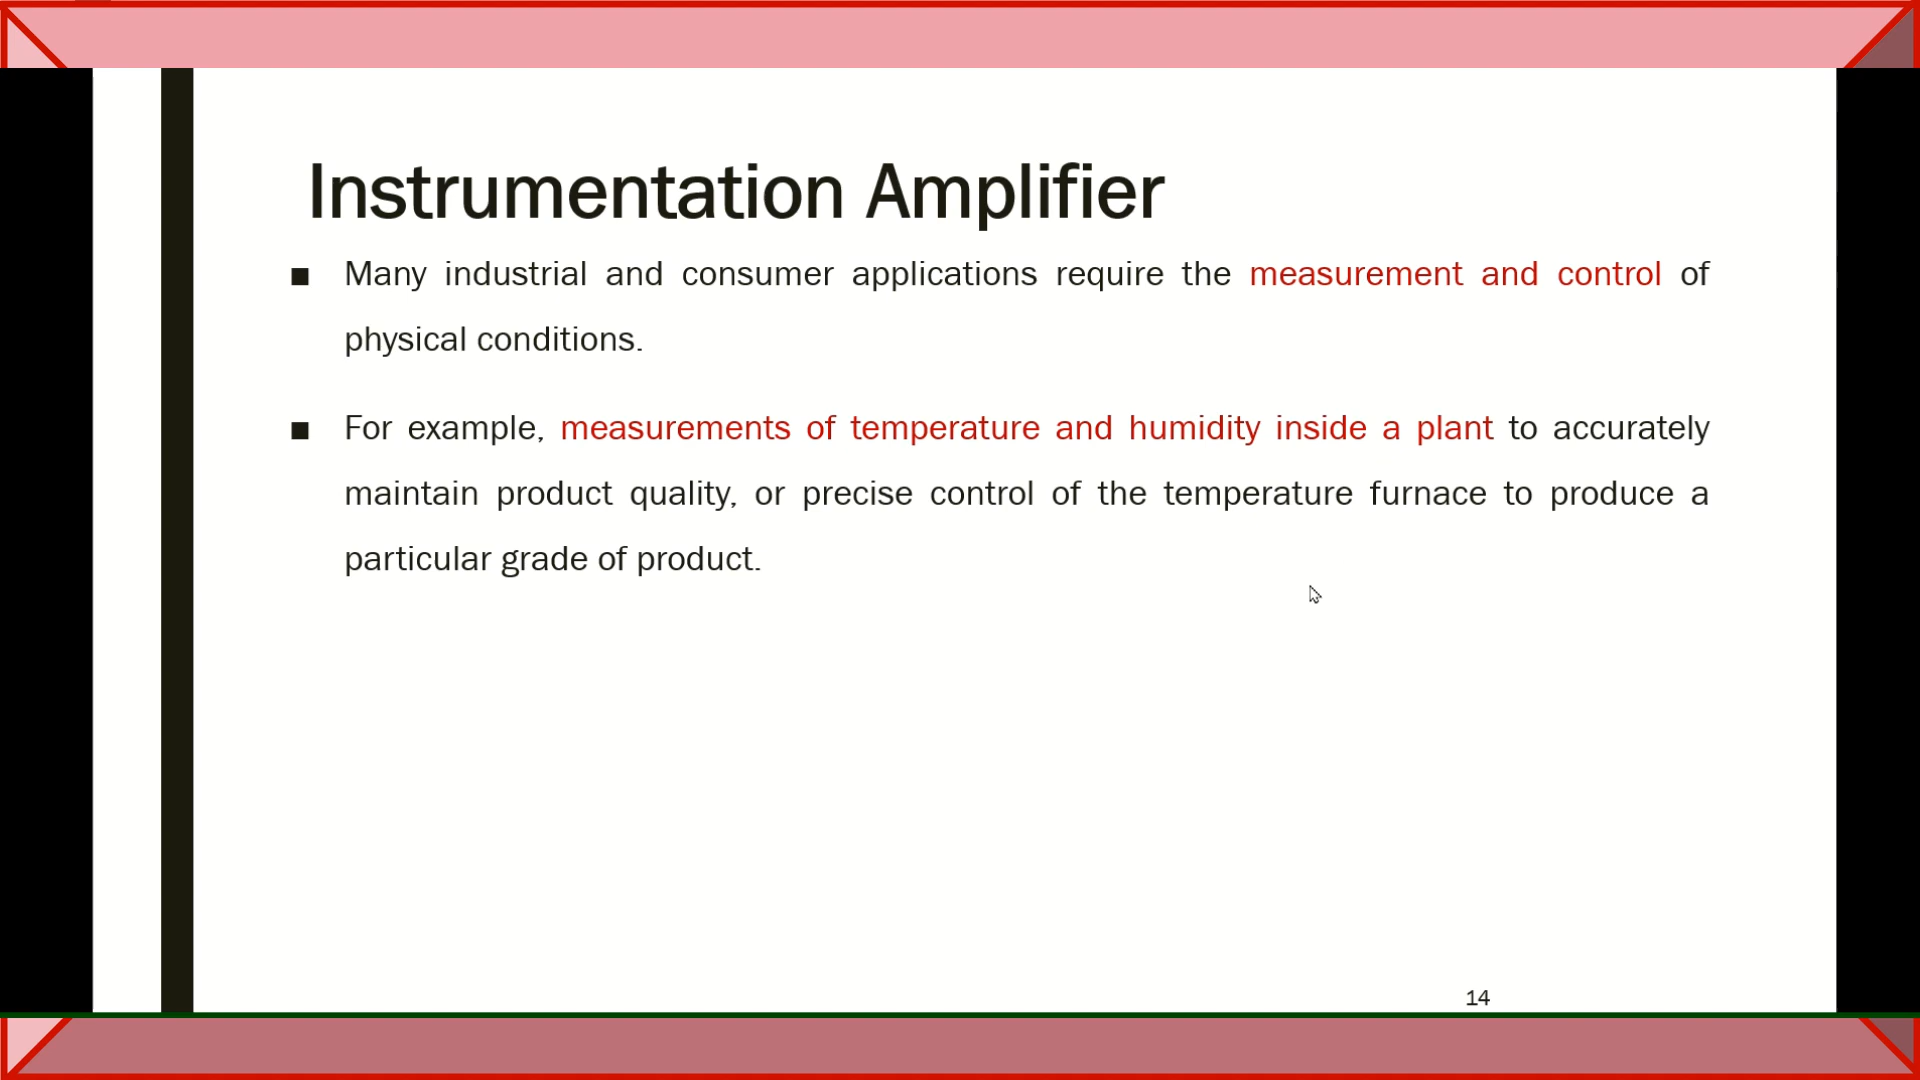 Instrumentation Amplifier
■ Many industrial and consumer applications require the measurement and control of
physical conditions.
■ For example, measurements of temperature and humidity inside a plant to accurately
maintain product quality, or precise control of the temperature furnace to produce a
particular grade of product.
14